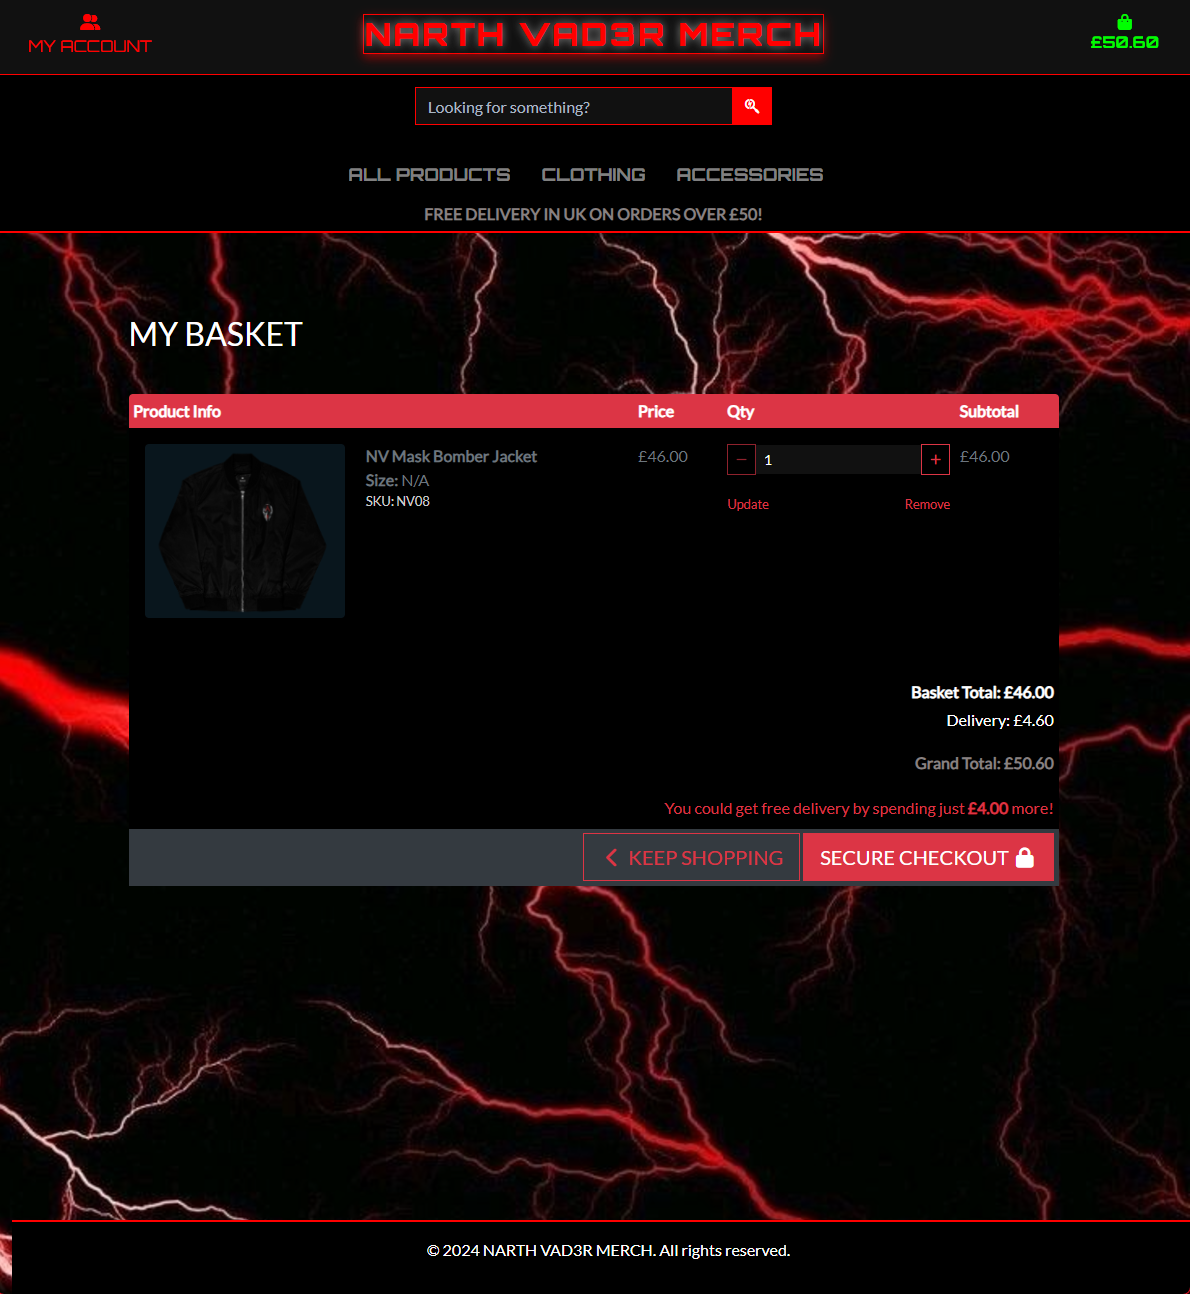 MY ACCOUNT
NARTH VAD3R MERCH
£50.60
Looking for something?
ALL PRODUCTS CLOTHING ACCESSORIES
FREE DELIVERY IN UK ON ORDERS OVER £50!
MY BASKET
Product Info Price Qty Subtotal
NV Mask Bomber Jacket £46.00 − 1 + £46.00
Size: N/A
SKU: NV08
Update Remove
Basket Total: £46.00
Delivery: £4.60
Grand Total: £50.60
You could get free delivery by spending just £4.00 more!
KEEP SHOPPING SECURE CHECKOUT
© 2024 NARTH VAD3R MERCH. All rights reserved.